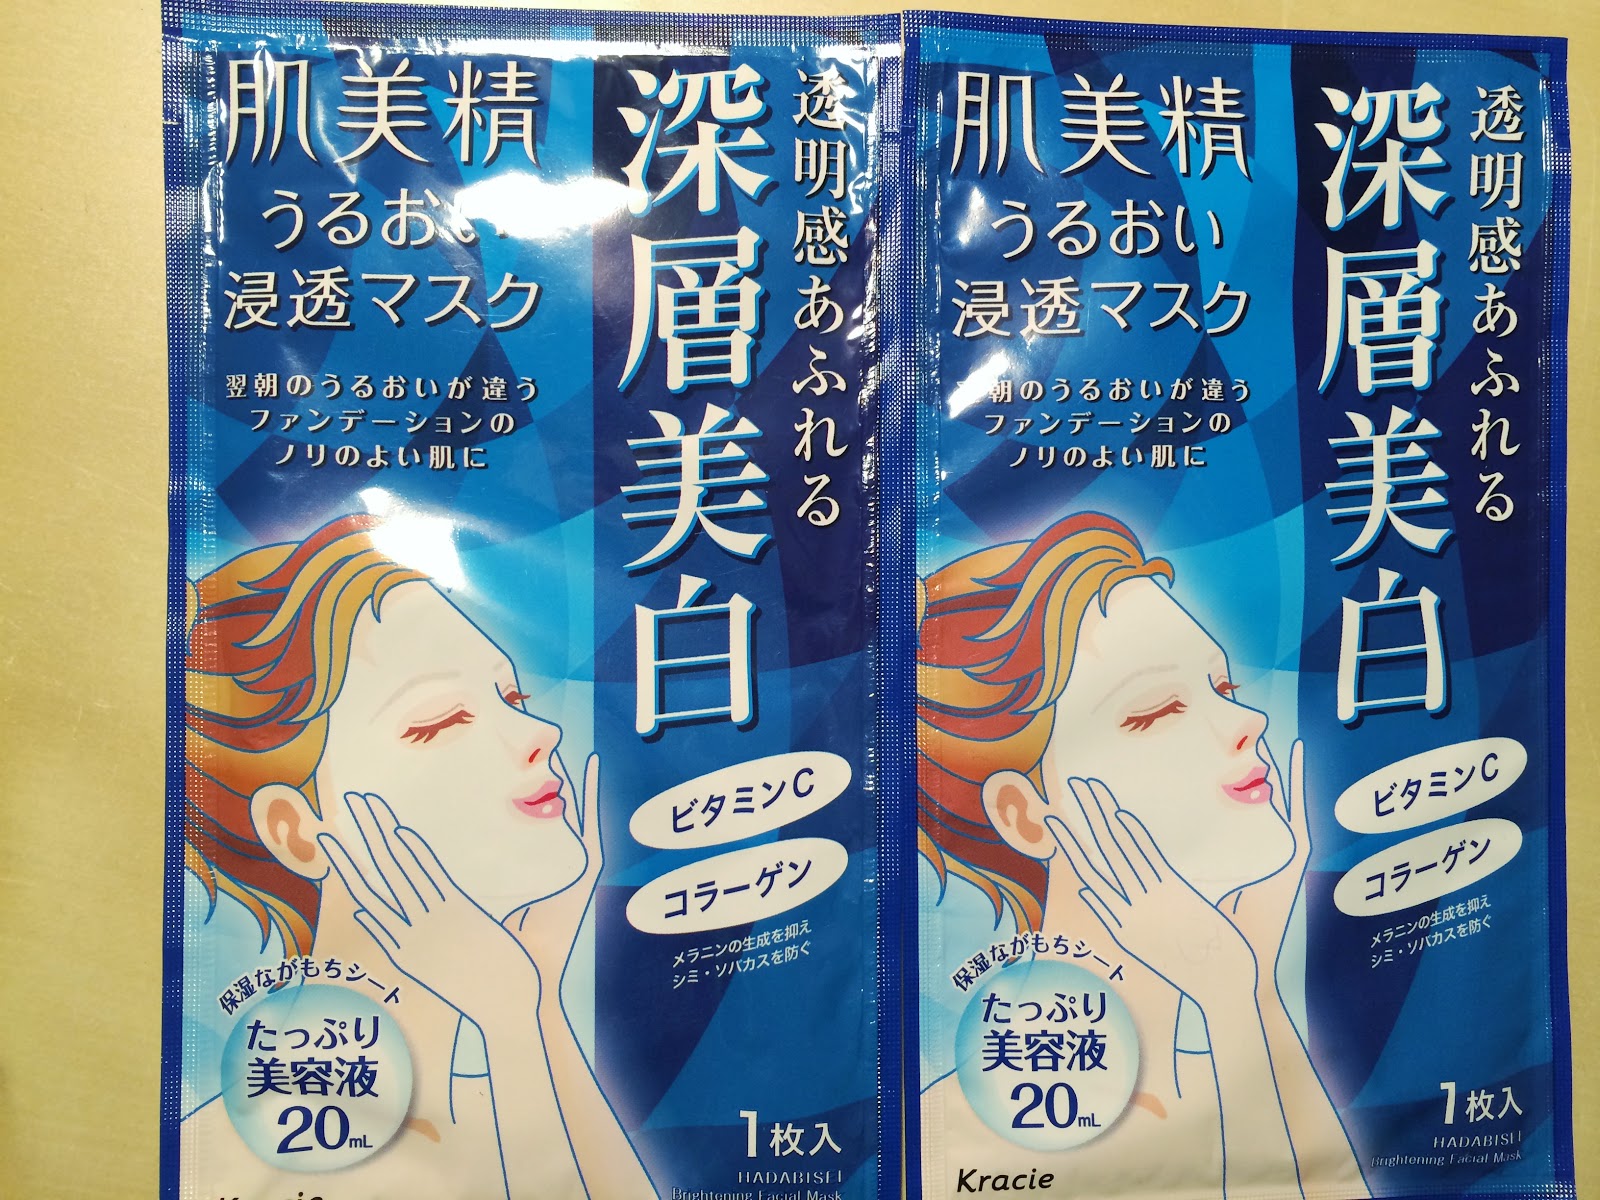 肌美精
うるおい
浸透マスク
翌朝のうるおいが違う
ファンデーションの
ノリのよい肌に
透明感あふれる
深層美白
ビタミンC
コラーゲン
メラニンの生成を抑え
シミ・ソバカスを防ぐ
保湿ながもちシート
たっぷり
美容液
20mL
1枚入
HADABISEI
Brightening Facial Mask
Kracie
肌美精
うるおい
浸透マスク
翌朝のうるおいが違う
ファンデーションの
ノリのよい肌に
透明感あふれる
深層美白
ビタミンC
コラーゲン
メラニンの生成を抑え
シミ・ソバカスを防ぐ
保湿ながもちシート
たっぷり
美容液
20mL
1枚入
HADABISEI
Brightening Facial Mask
Kracie